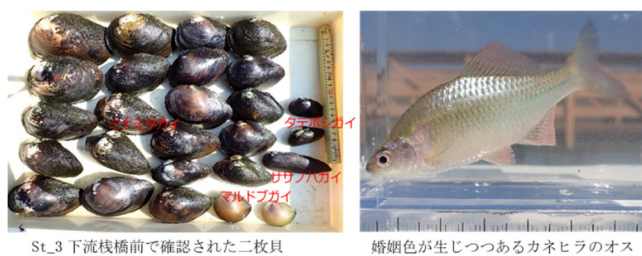 ミナミタガイ
タテボシガイ
ササノハガイ
マルドブガイ
St_3 下流桟橋前で確認された二枚貝
婚姻色が生じつつあるカネヒラのオス